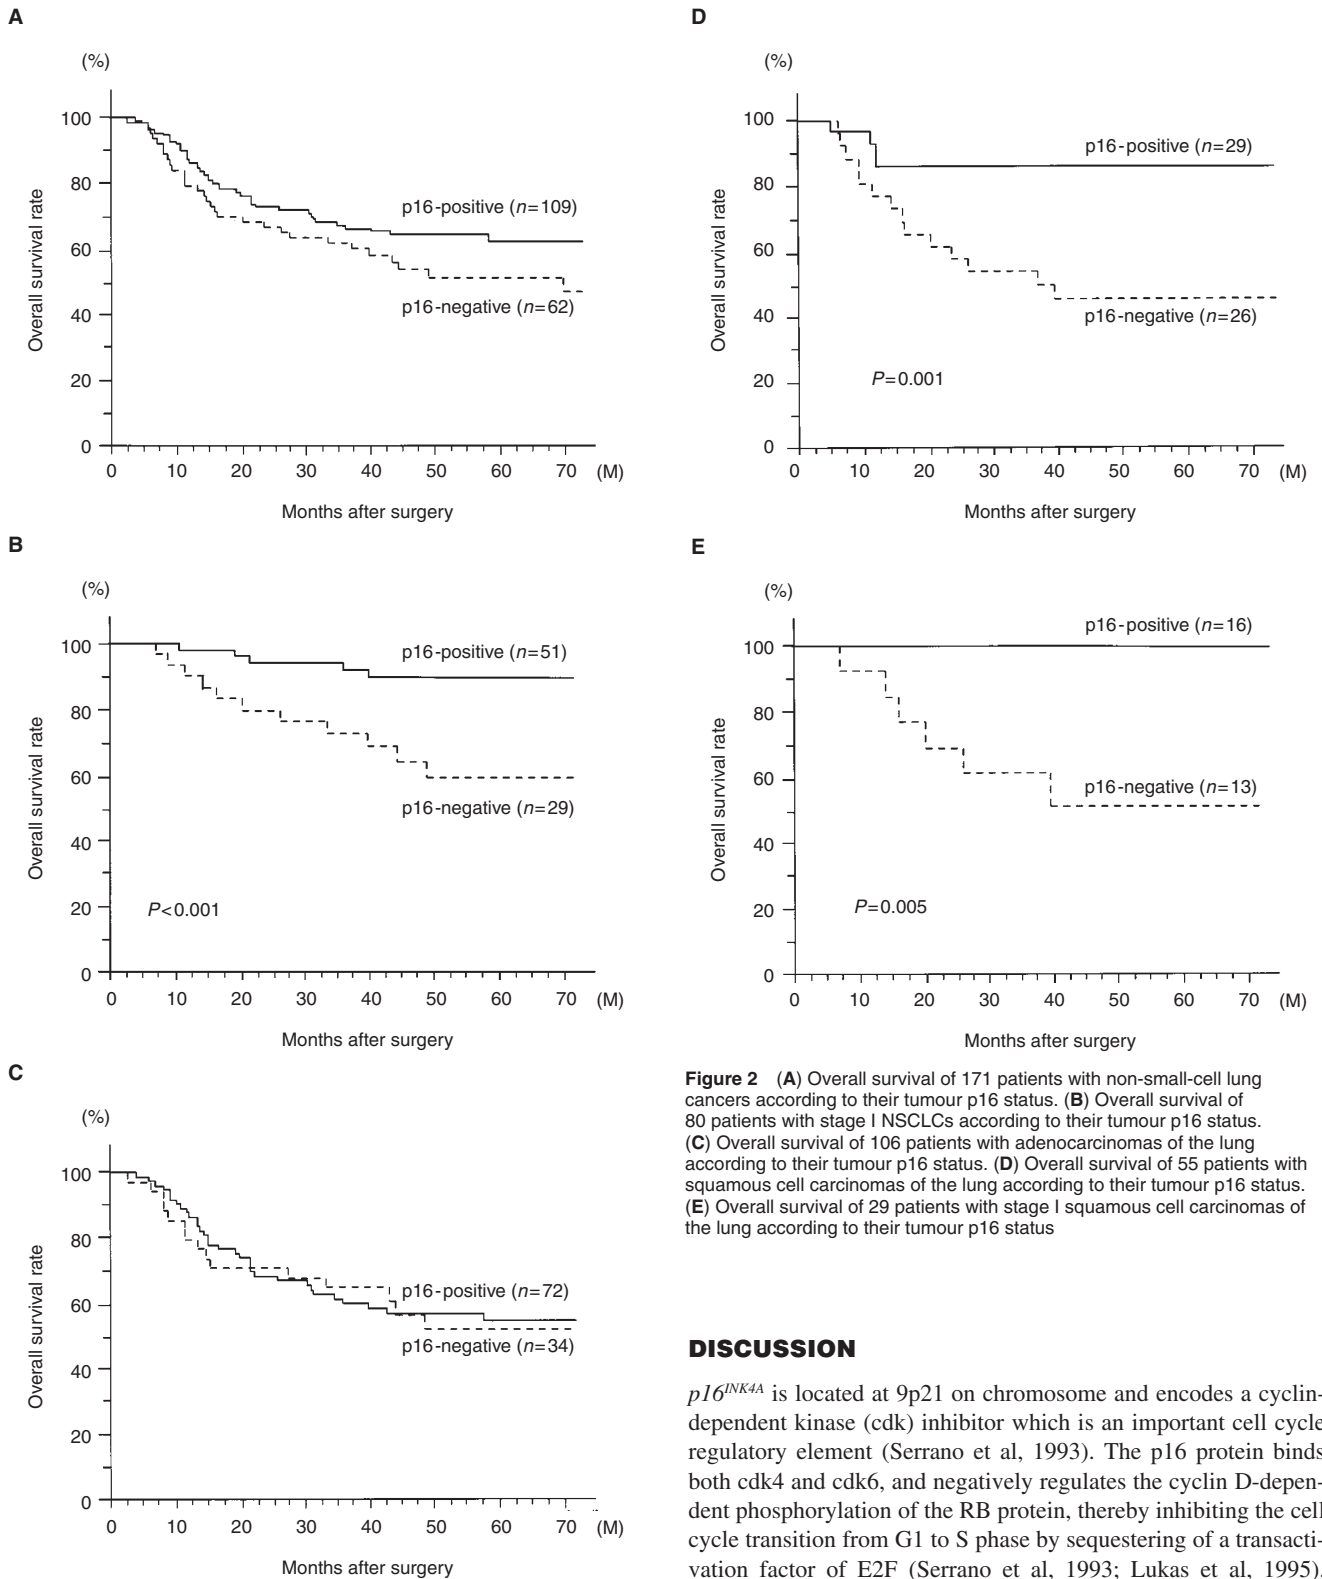 A
(%)
100
80
60
40
20
0
Overall survival rate
p16-positive (n=109)
p16-negative (n=62)
0 10 20 30 40 50 60 70 (M)
Months after surgery
B
(%)
100
80
60
40
20
0
Overall survival rate
p16-positive (n=51)
p16-negative (n=29)
P<0.001
0 10 20 30 40 50 60 70 (M)
Months after surgery
C
(%)
100
80
60
40
20
0
Overall survival rate
p16-positive (n=72)
p16-negative (n=34)
0 10 20 30 40 50 60 70 (M)
Months after surgery
D
(%)
100
80
60
40
20
0
Overall survival rate
p16-positive (n=29)
p16-negative (n=26)
P=0.001
0 10 20 30 40 50 60 70 (M)
Months after surgery
E
(%)
100
80
60
40
20
0
Overall survival rate
p16-positive (n=16)
p16-negative (n=13)
P=0.005
0 10 20 30 40 50 60 70 (M)
Months after surgery
Figure 2 (A) Overall survival of 171 patients with non-small-cell lung
cancers according to their tumour p16 status. (B) Overall survival of
80 patients with stage I NSCLCs according to their tumour p16 status.
(C) Overall survival of 106 patients with adenocarcinomas of the lung
according to their tumour p16 status. (D) Overall survival of 55 patients with
squamous cell carcinomas of the lung according to their tumour p16 status.
(E) Overall survival of 29 patients with stage I squamous cell carcinomas of
the lung according to their tumour p16 status
DISCUSSION
p16INK4A is located at 9p21 on chromosome and encodes a cyclin-
dependent kinase (cdk) inhibitor which is an important cell cycle
regulatory element (Serrano et al, 1993). The p16 protein binds
both cdk4 and cdk6, and negatively regulates the cyclin D-depen-
dent phosphorylation of the RB protein, thereby inhibiting the cell
cycle transition from G1 to S phase by sequestering of a transacti-
vation factor of E2F (Serrano et al, 1993; Lukas et al, 1995).